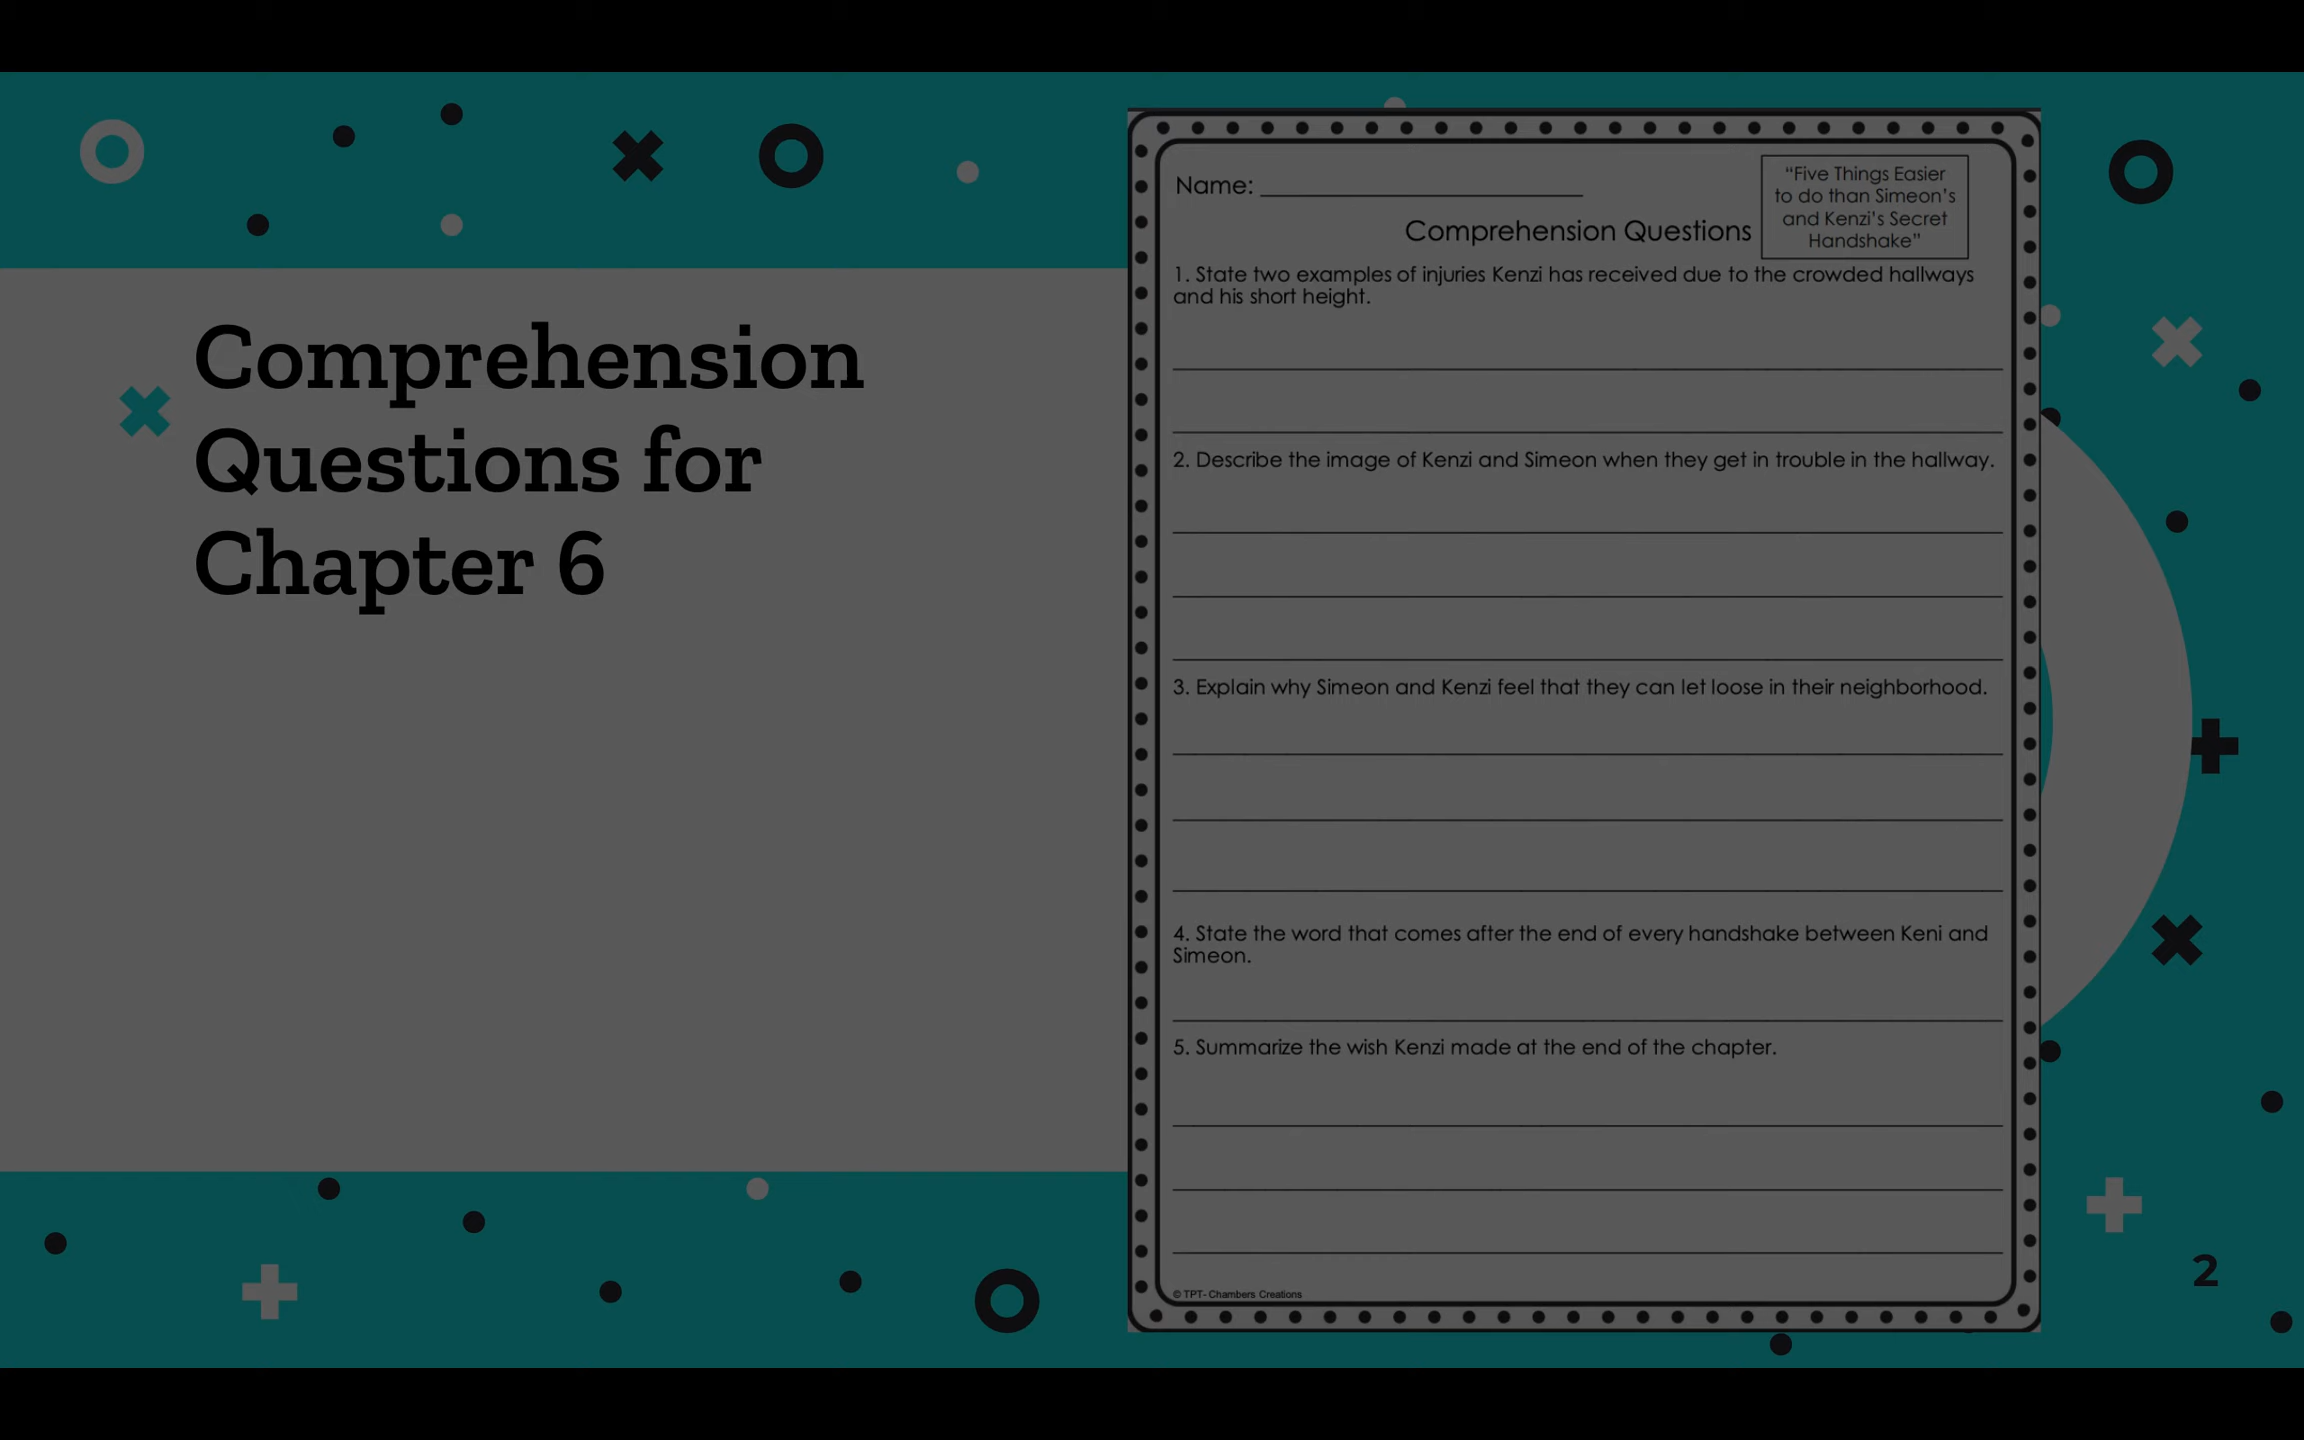 Comprehension
Questions for
Chapter 6
Name:
"Five Things Easier
to do than Simeon's
and Kenzi's Secret
Handshake"
Comprehension Questions
1. State two examples of injuries Kenzi has received due to the crowded hallways
and his short height.
2. Describe the image of Kenzi and Simeon when they get in trouble in the hallway.
3. Explain why Simeon and Kenzi feel that they can let loose in their neighborhood.
4. State the word that comes after the end of every handshake between Keni and
Simeon.
5. Summarize the wish Kenzi made at the end of the chapter.
© TPT- Chambers Creations
2